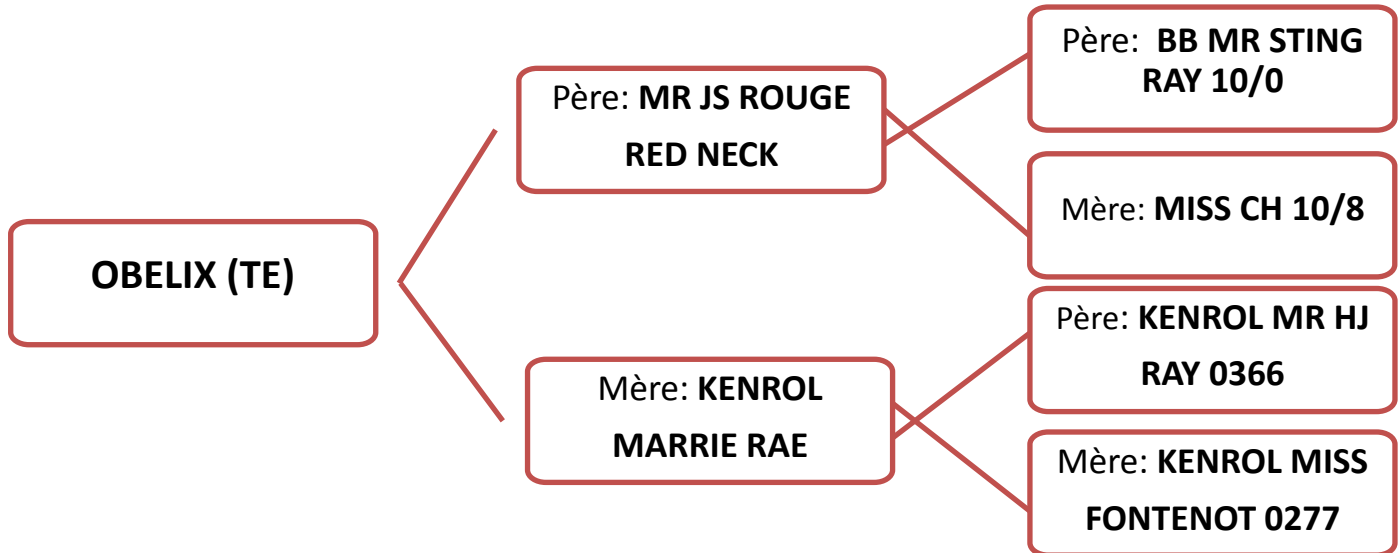 OBELIX (TE)
Père: MR JS ROUGE
RED NECK
Mère: KENROL
MARRIE RAE
Père: BB MR STING
RAY 10/0
Mère: MISS CH 10/8
Père: KENROL MR HJ
RAY 0366
Mère: KENROL MISS
FONTENOT 0277